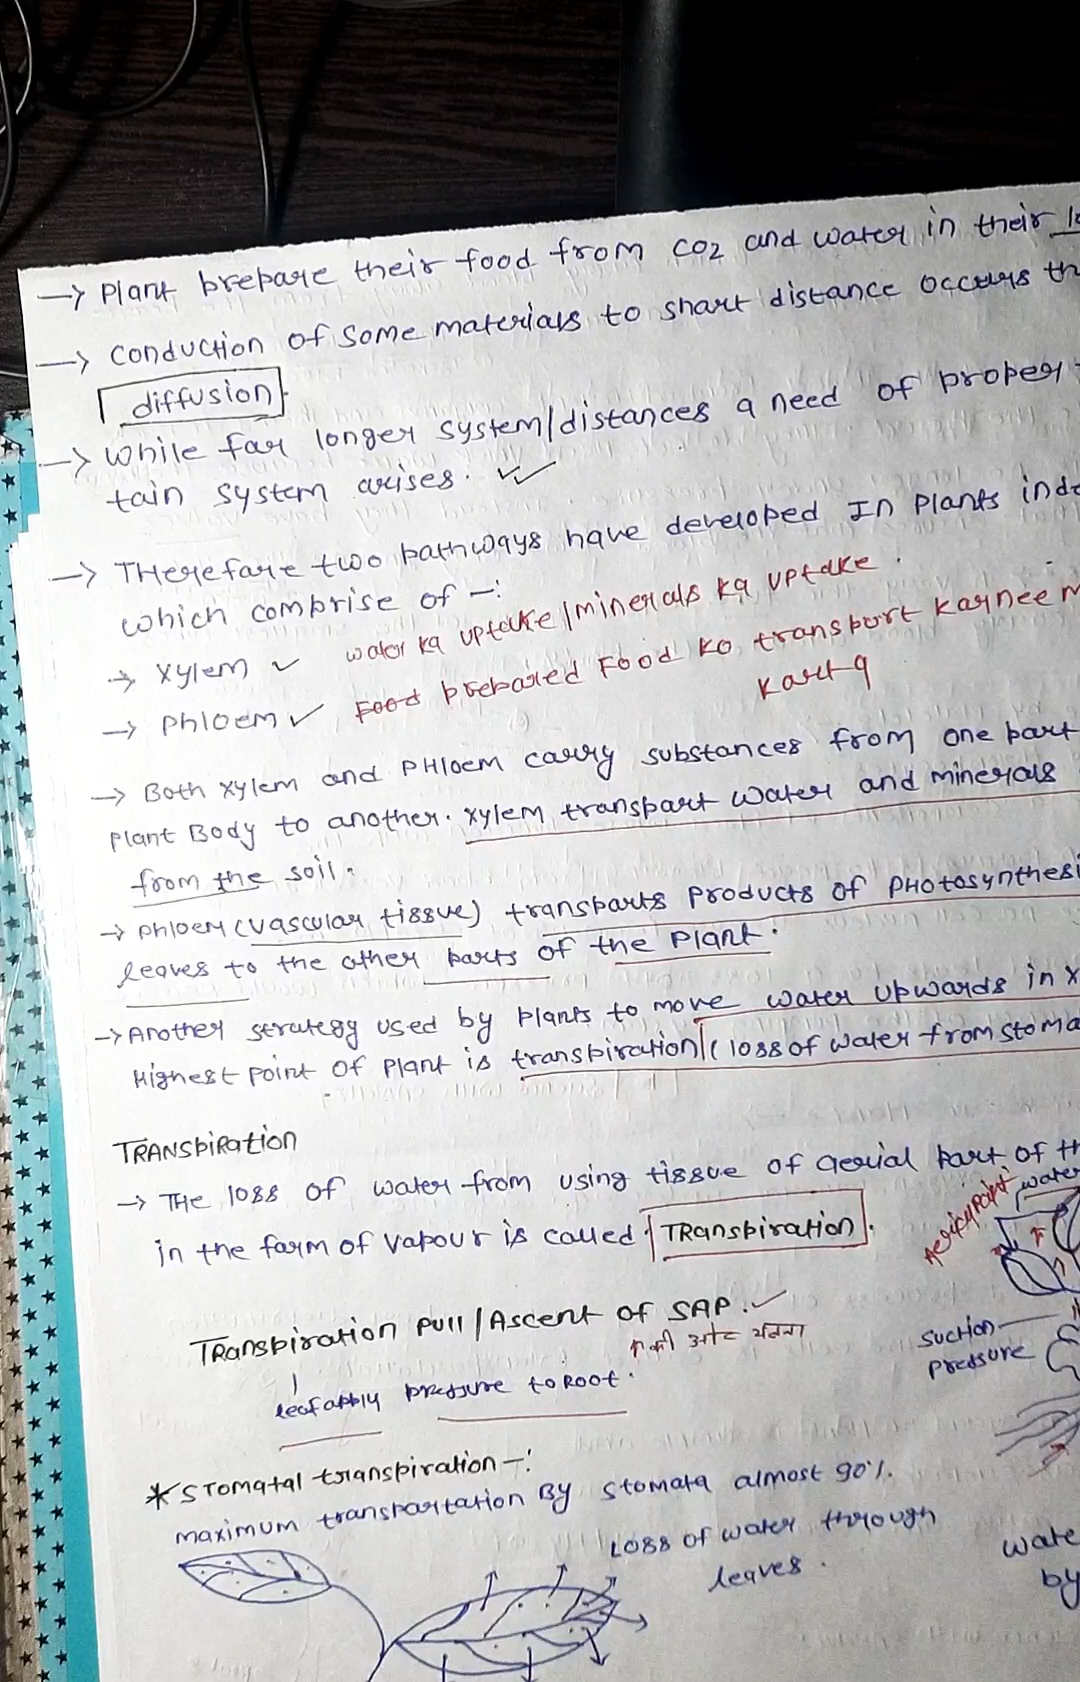 → Plant prepare their food from CO2 and water in their
→ Conduction of some materials to short distance occurs
diffusion
→ While far longer system/distances a need of proper
tain system arises.
→ Therefore two pathways have developed In Plants
which comprise of -:
→ Xylem ✓ water ka uptake/minerals ka uptake.
→ Phloem ✓ Food prepared Food ko transport karnee
karta
→ Both xylem and PHloem carry substances from one part
Plant Body to another. xylem transport water and minerals
from the soil.
→ Phloem (vascular tissue) transports products of PHotosynthesi
leaves to the other parts of the Plant.
→ Another strategy used by plants to move water upwards in x
Highest point of plant is transpiration (loss of water from stoma
TRANSpiRation
→ THe loss of water from using tissue of aerial part of th
in the farm of vapour is called TRanspiration.
Aerial point
water
TRanspiration pull/Ascent of SAP. ✓
की ओर
suction
pressure
leaf apply pressure to Root.
* STomatal transpiration -:
maximum transportation By stomata almost 90%.
Loss of water through
leaves.
wate
by